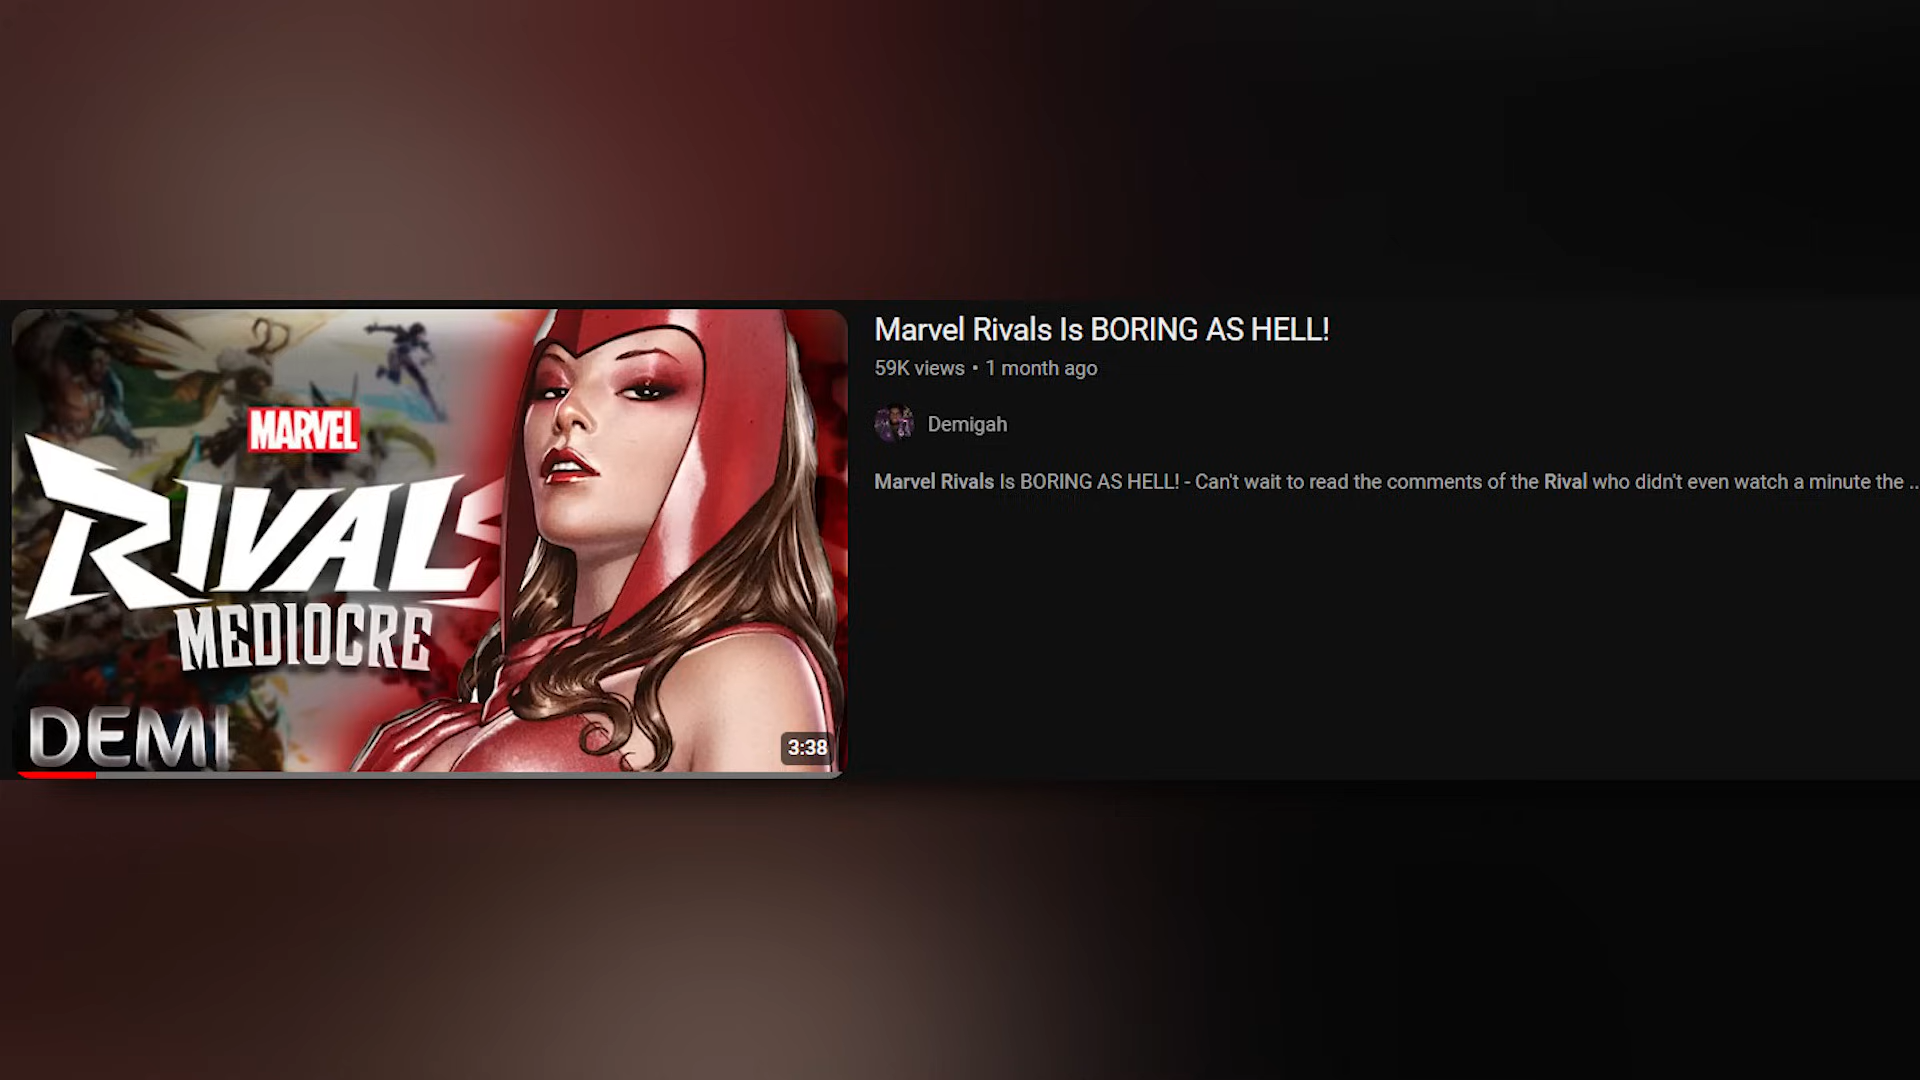 MARVEL
RIVALS
MEDIOCRE
DEMI
3:38
Marvel Rivals Is BORING AS HELL!
59K views • 1 month ago
Demigah
Marvel Rivals Is BORING AS HELL! - Can't wait to read the comments of the Rival who didn't even watch a minute the ...